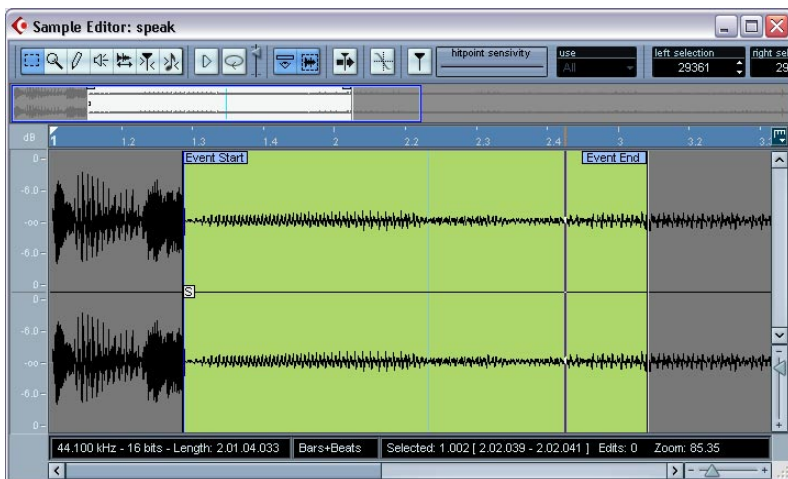 Sample Editor: speak
hitpoint sensivity use left selection right sel
All 29361 29
dB 1 1.2 1.3 1.4 2 2.2 2.3 2.4 3 3.2 3.3
Event Start Event End
0
-6.0
-oo
-6.0
0
S
0
-6.0
-oo
-6.0
0
44.100 kHz - 16 bits - Length: 2.01.04.033 Bars+Beats Selected: 1.002 [ 2.02.039 - 2.02.041 ] Edits: 0 Zoom: 85.35